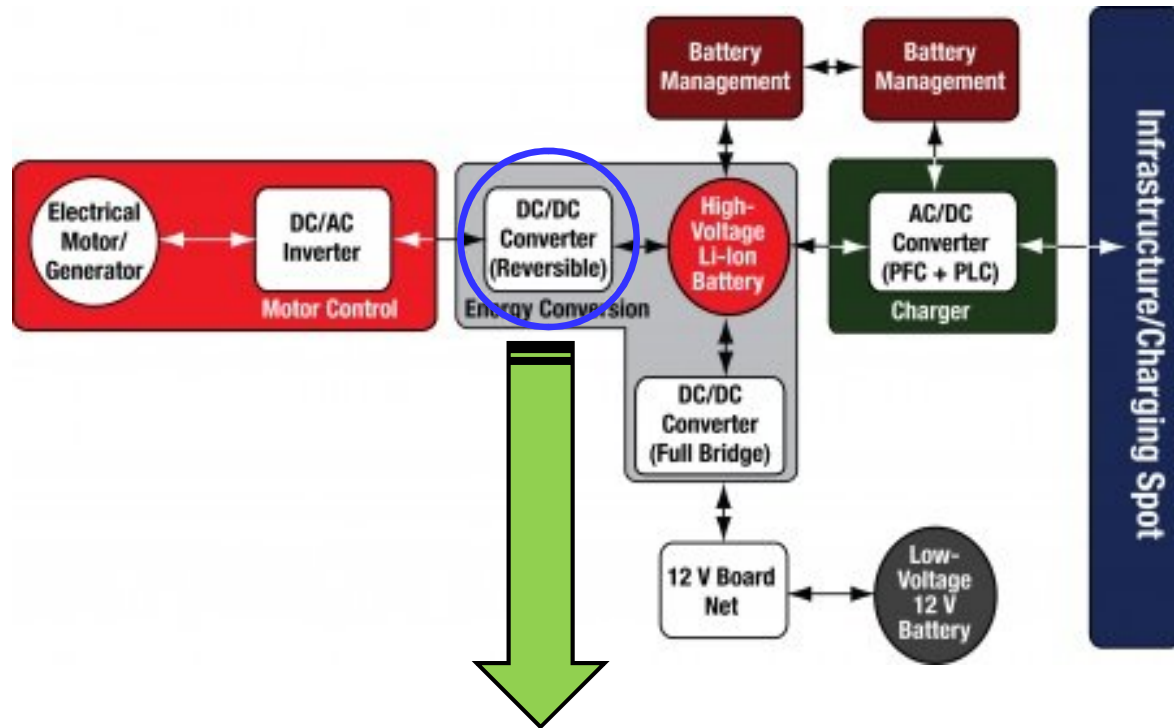 Battery
Management
Battery
Management
Electrical
Motor/
Generator
DC/AC
Inverter
Motor Control
DC/DC
Converter
(Reversible)
Energy Conversion
High-
Voltage
Li-Ion
Battery
AC/DC
Converter
(PFC + PLC)
Charger
Infrastructure/Charging Spot
DC/DC
Converter
(Full Bridge)
12 V Board
Net
Low-
Voltage
12 V
Battery